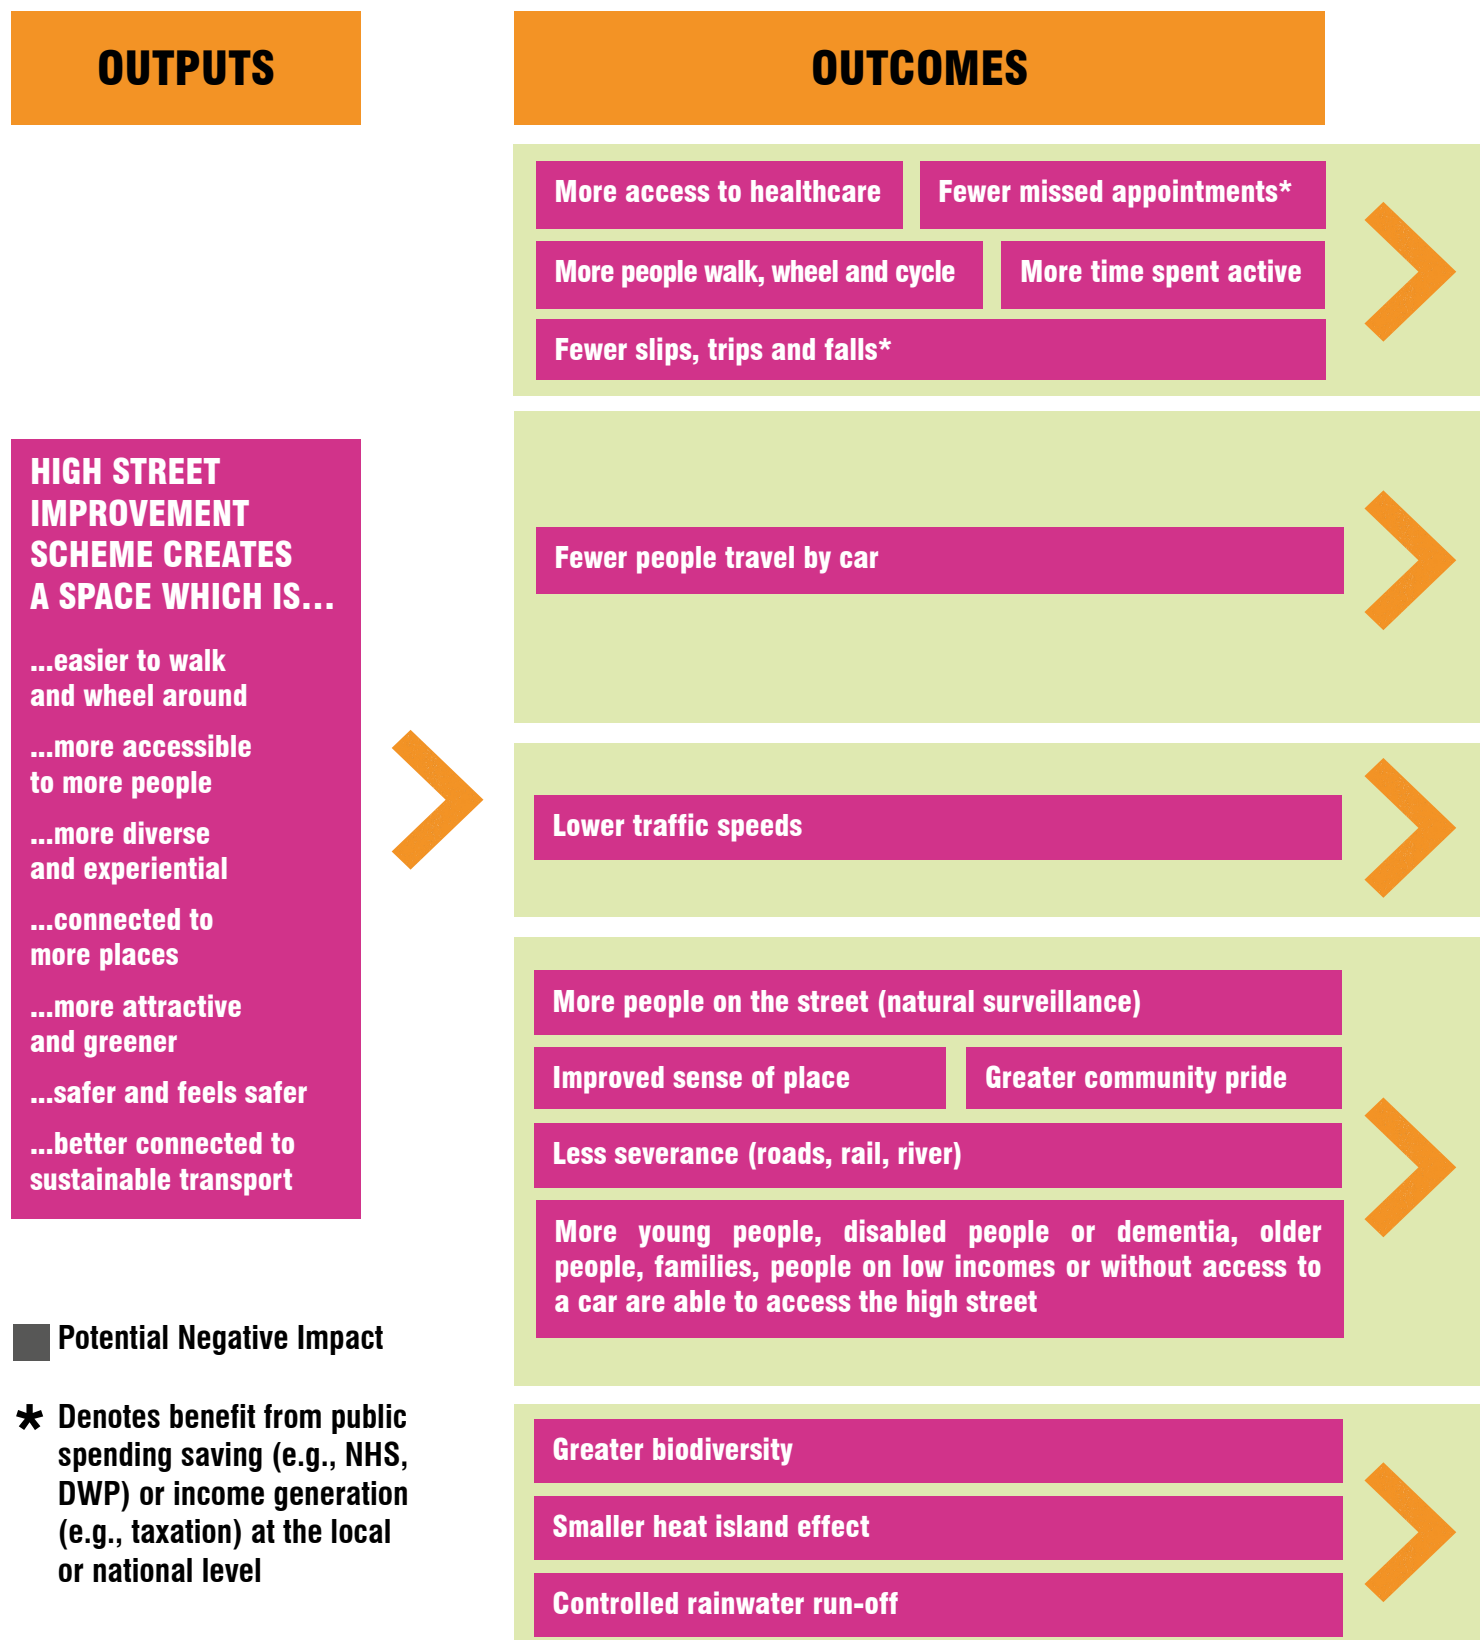 OUTPUTS
HIGH STREET
IMPROVEMENT
SCHEME CREATES
A SPACE WHICH IS...
...easier to walk
and wheel around
...more accessible
to more people
...more diverse
and experiential
...connected to
more places
...more attractive
and greener
...safer and feels safer
...better connected to
sustainable transport
Potential Negative Impact
* Denotes benefit from public
spending saving (e.g., NHS,
DWP) or income generation
(e.g., taxation) at the local
or national level
OUTCOMES
More access to healthcare
Fewer missed appointments*
More people walk, wheel and cycle
More time spent active
Fewer slips, trips and falls*
Fewer people travel by car
Lower traffic speeds
More people on the street (natural surveillance)
Improved sense of place
Greater community pride
Less severance (roads, rail, river)
More young people, disabled people or dementia, older
people, families, people on low incomes or without access to
a car are able to access the high street
Greater biodiversity
Smaller heat island effect
Controlled rainwater run-off